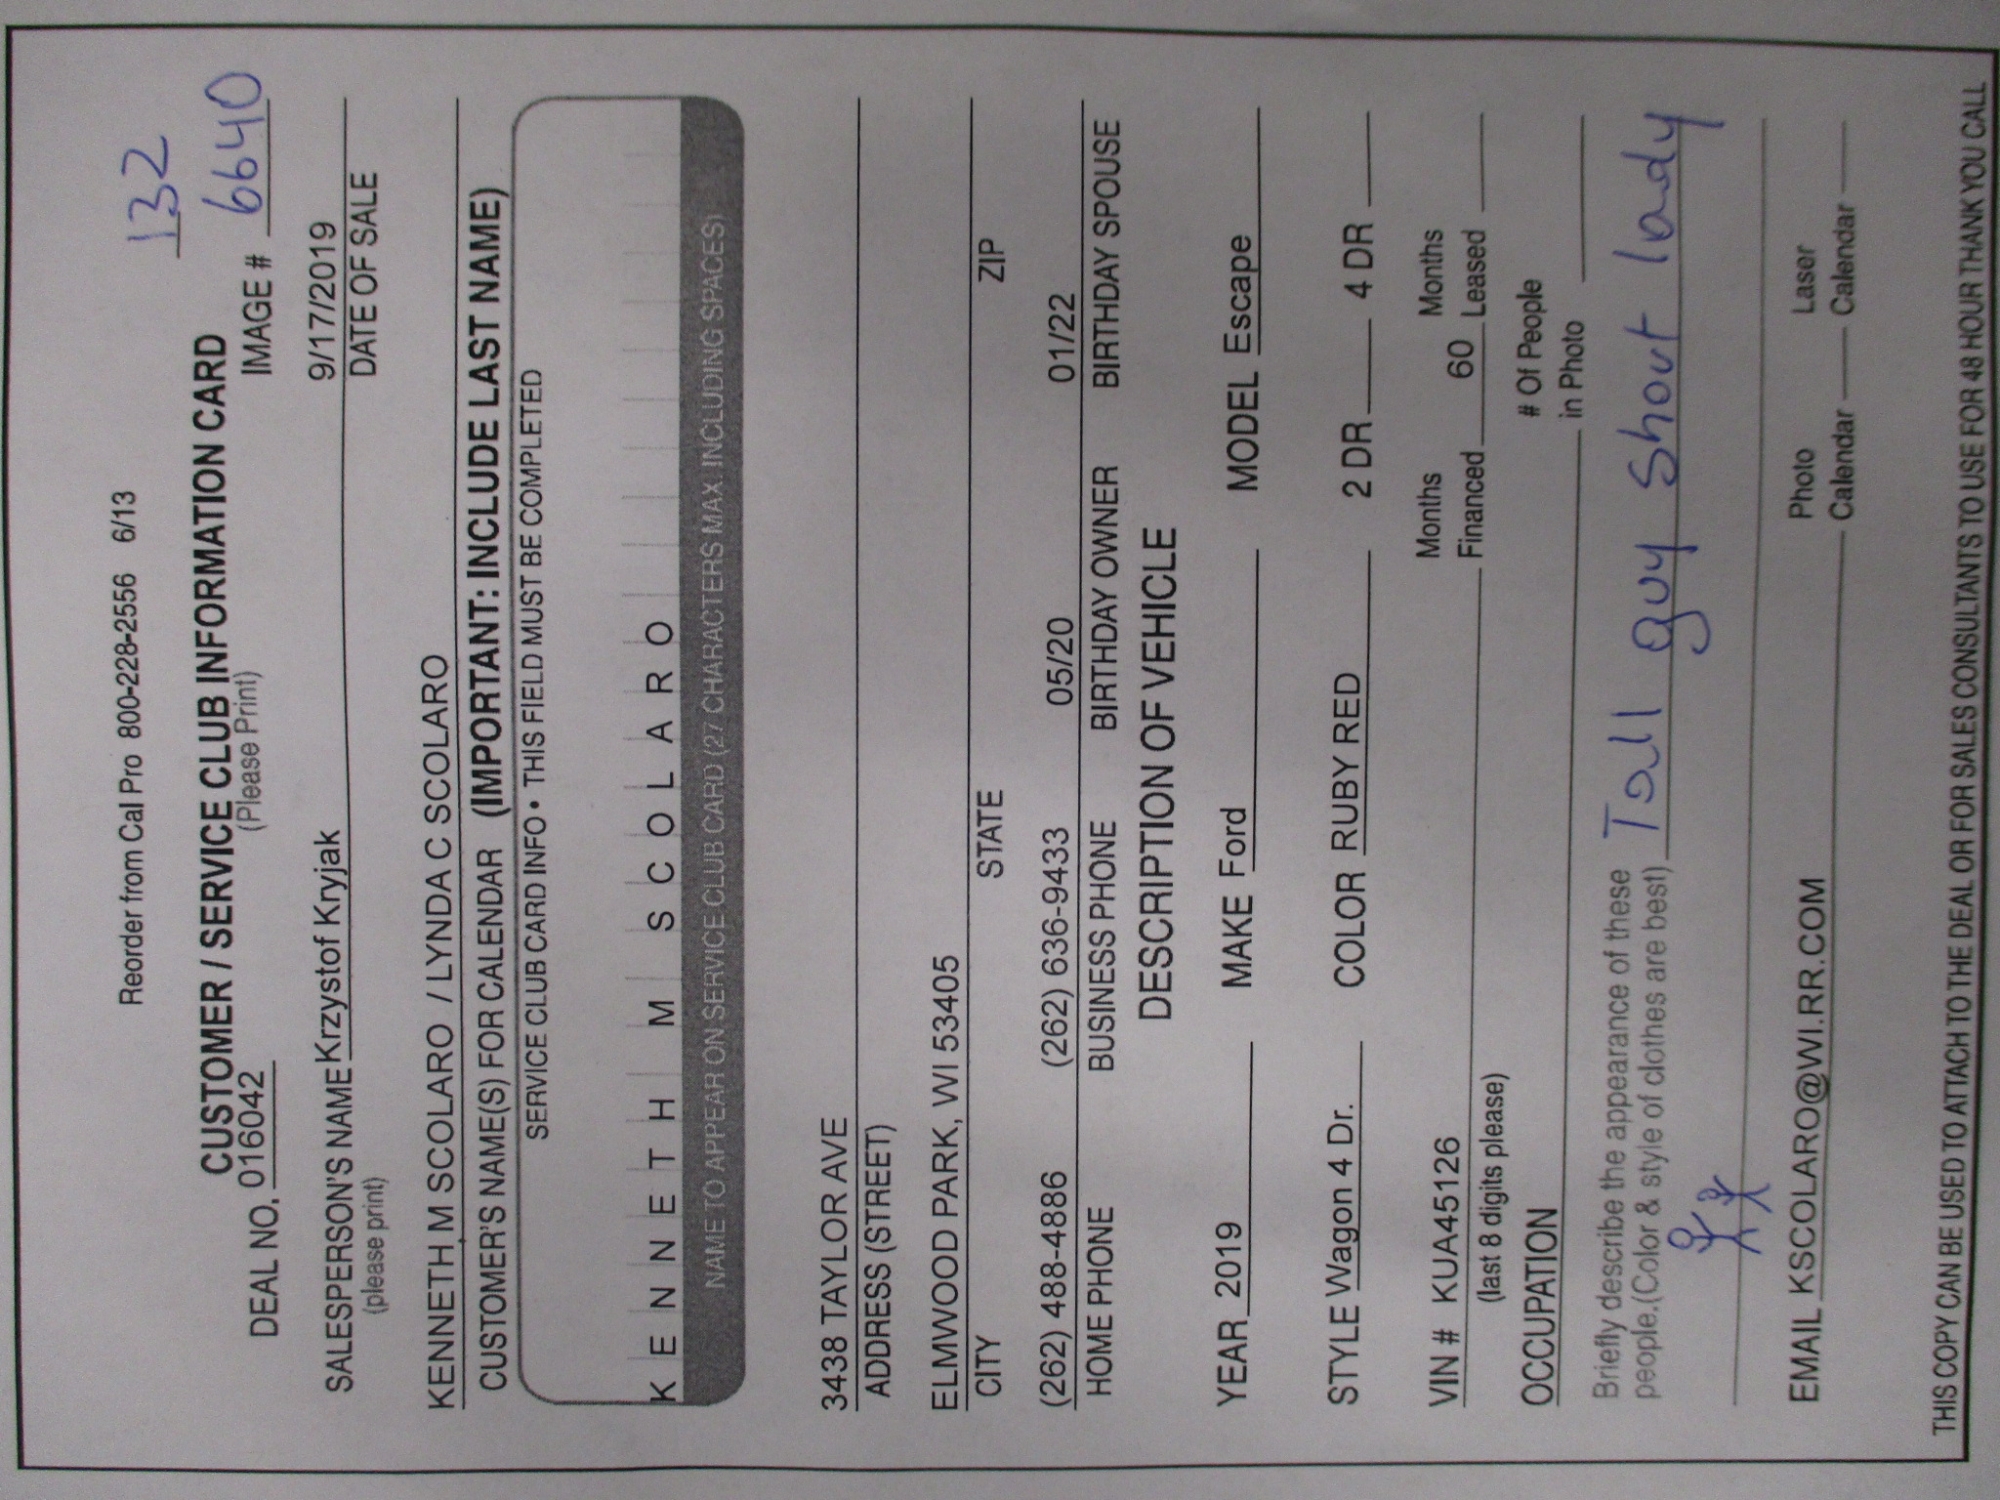 Reorder from Cal Pro 800-228-2556 6/13
132
CUSTOMER / SERVICE CLUB INFORMATION CARD
(Please Print)
DEAL NO. 016042 IMAGE # 6640
SALESPERSON'S NAME Krzystof Kryjak 9/17/2019
(please print) DATE OF SALE
KENNETH M SCOLARO / LYNDA C SCOLARO
CUSTOMER'S NAME(S) FOR CALENDAR (IMPORTANT: INCLUDE LAST NAME)
SERVICE CLUB CARD INFO • THIS FIELD MUST BE COMPLETED
K E N N E T H M S C O L A R O
NAME TO APPEAR ON SERVICE CLUB CARD (27 CHARACTERS MAX. INCLUDING SPACES)
3438 TAYLOR AVE
ADDRESS (STREET)
ELMWOOD PARK, WI 53405
CITY STATE ZIP
(262) 488-4886 (262) 636-9433 05/20 01/22
HOME PHONE BUSINESS PHONE BIRTHDAY OWNER BIRTHDAY SPOUSE
DESCRIPTION OF VEHICLE
YEAR 2019 MAKE Ford MODEL Escape
STYLE Wagon 4 Dr. COLOR RUBY RED 2 DR 4 DR
VIN # KUA45126 Months Financed 60 Months Leased
(last 8 digits please)
OCCUPATION # Of People in Photo
Briefly describe the appearance of these
people.(Color & style of clothes are best) Tall guy Short lady
EMAIL KSCOLARO@WI.RR.COM Photo Calendar Laser Calendar
THIS COPY CAN BE USED TO ATTACH TO THE DEAL OR FOR SALES CONSULTANTS TO USE FOR 48 HOUR THANK YOU CALL